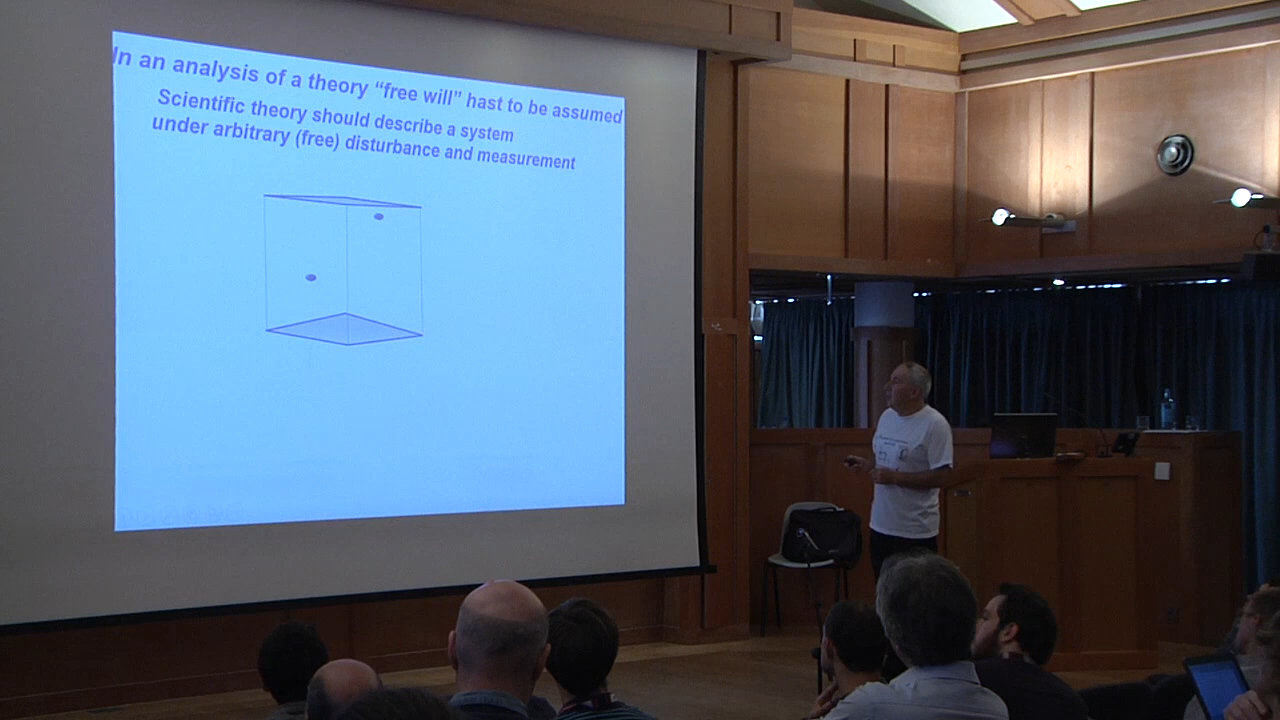 In an analysis of a theory “free will” hast to be assumed
Scientific theory should describe a system
under arbitrary (free) disturbance and measurement